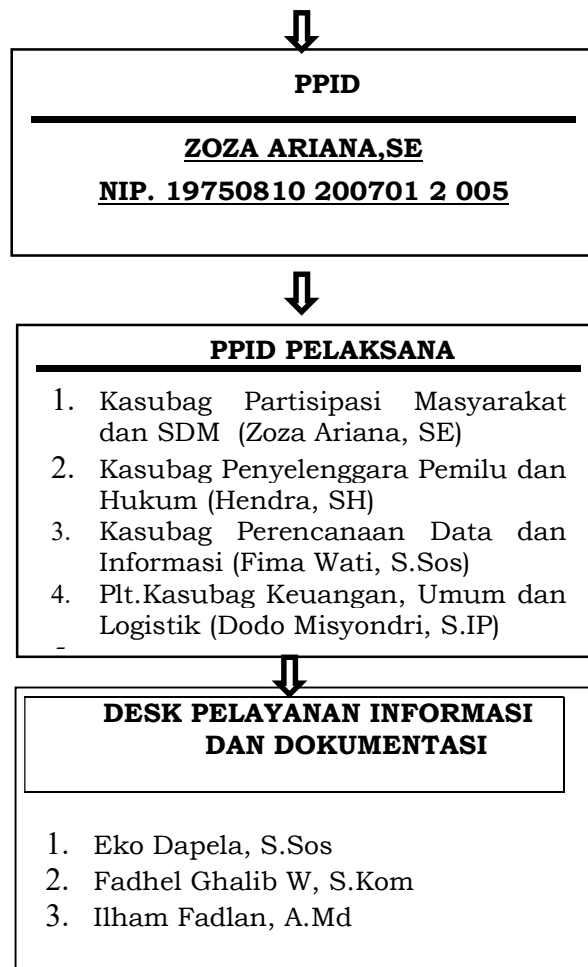 PPID
ZOZA ARIANA,SE
NIP. 19750810 200701 2 005
PPID PELAKSANA
1. Kasubag Partisipasi Masyarakat
dan SDM (Zoza Ariana, SE)
2. Kasubag Penyelenggara Pemilu dan
Hukum (Hendra, SH)
3. Kasubag Perencanaan Data dan
Informasi (Fima Wati, S.Sos)
4. Plt.Kasubag Keuangan, Umum dan
Logistik (Dodo Misyondri, S.IP)
DESK PELAYANAN INFORMASI
DAN DOKUMENTASI
1. Eko Dapela, S.Sos
2. Fadhel Ghalib W, S.Kom
3. Ilham Fadlan, A.Md